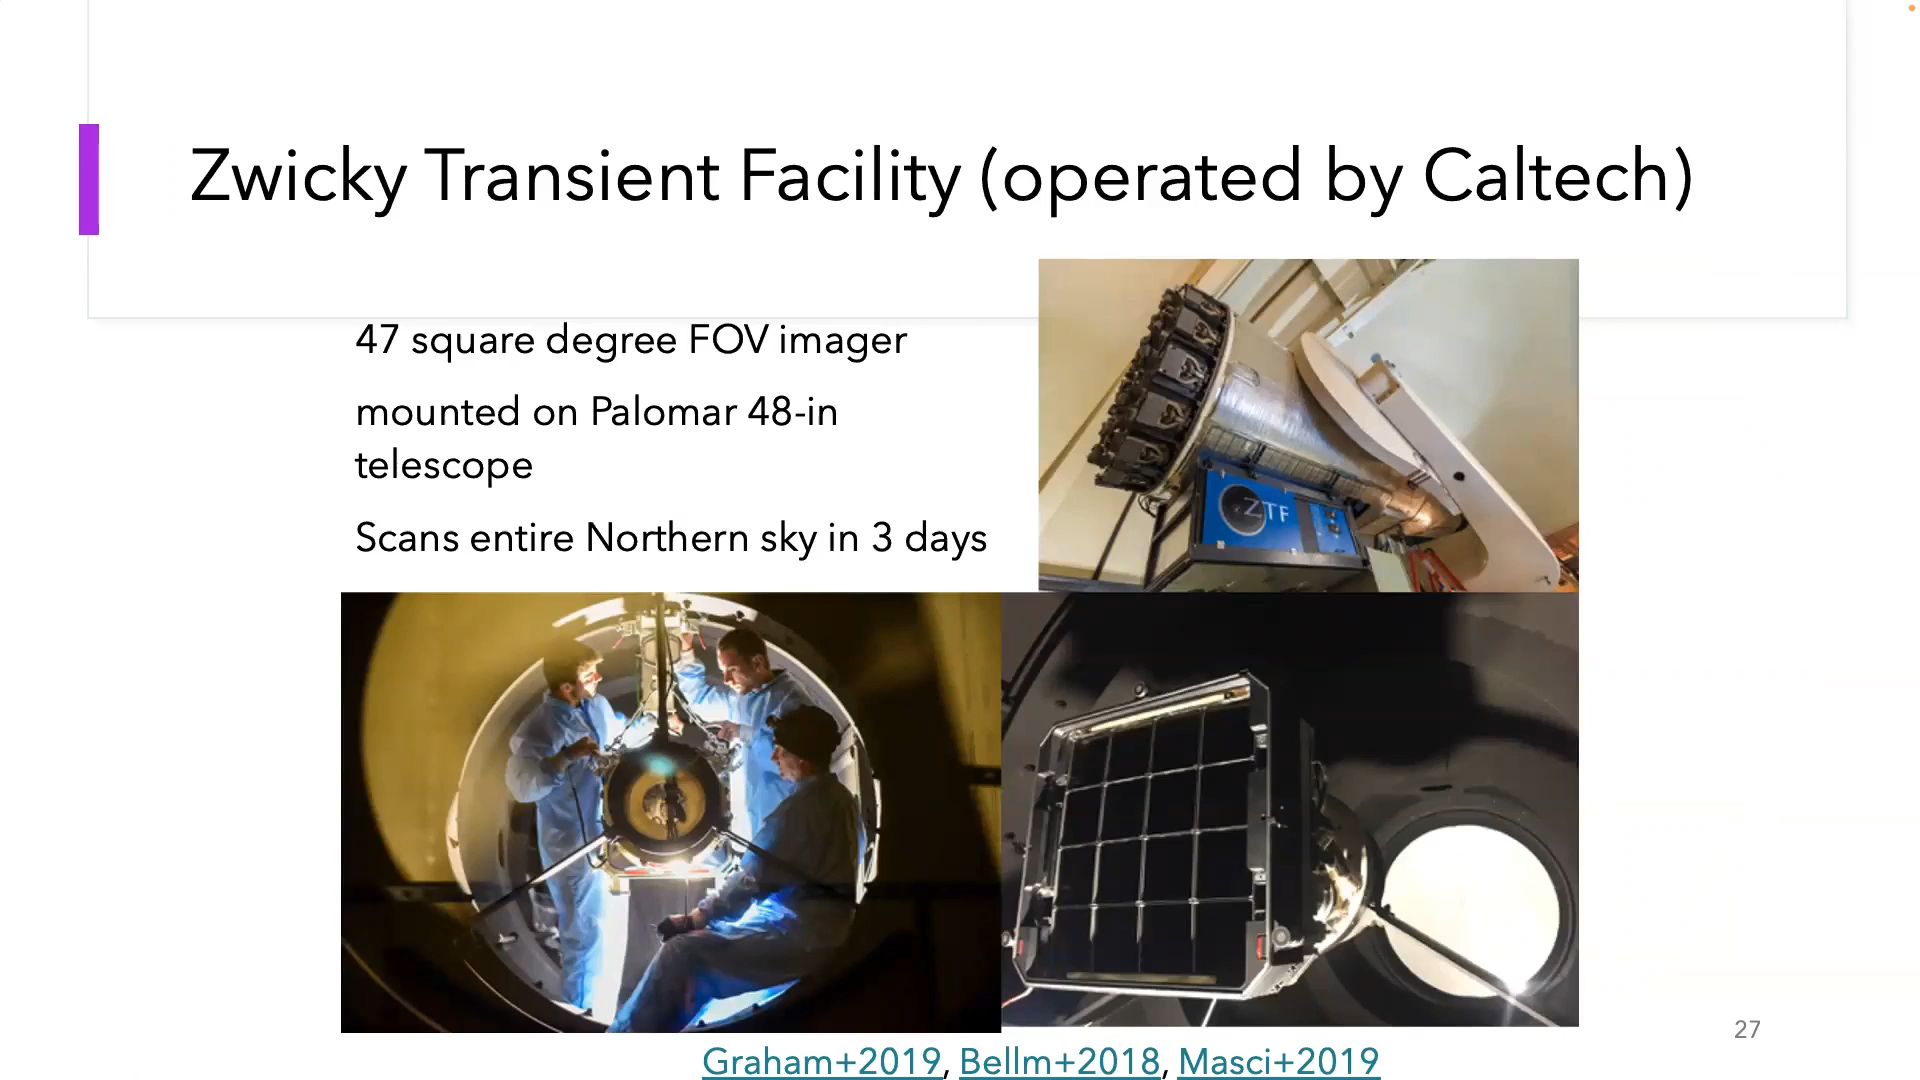 Zwicky Transient Facility (operated by Caltech)
47 square degree FOV imager
mounted on Palomar 48-in
telescope
Scans entire Northern sky in 3 days
ZTF
Graham+2019, Bellm+2018, Masci+2019
27